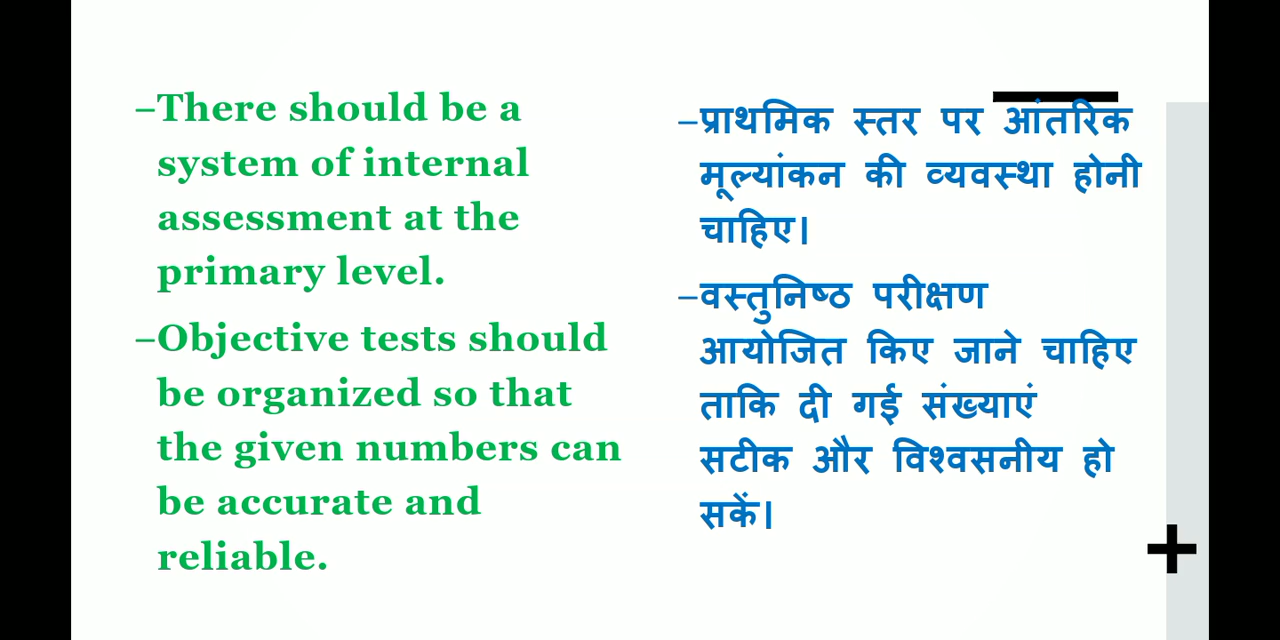 –There should be a
system of internal
assessment at the
primary level.
–Objective tests should
be organized so that
the given numbers can
be accurate and
reliable.
–प्राथमिक स्तर पर आंतरिक
मूल्यांकन की व्यवस्था होनी
चाहिए।
–वस्तुनिष्ठ परीक्षण
आयोजित किए जाने चाहिए
ताकि दी गई संख्याएं
सटीक और विश्वसनीय हो
सकें।